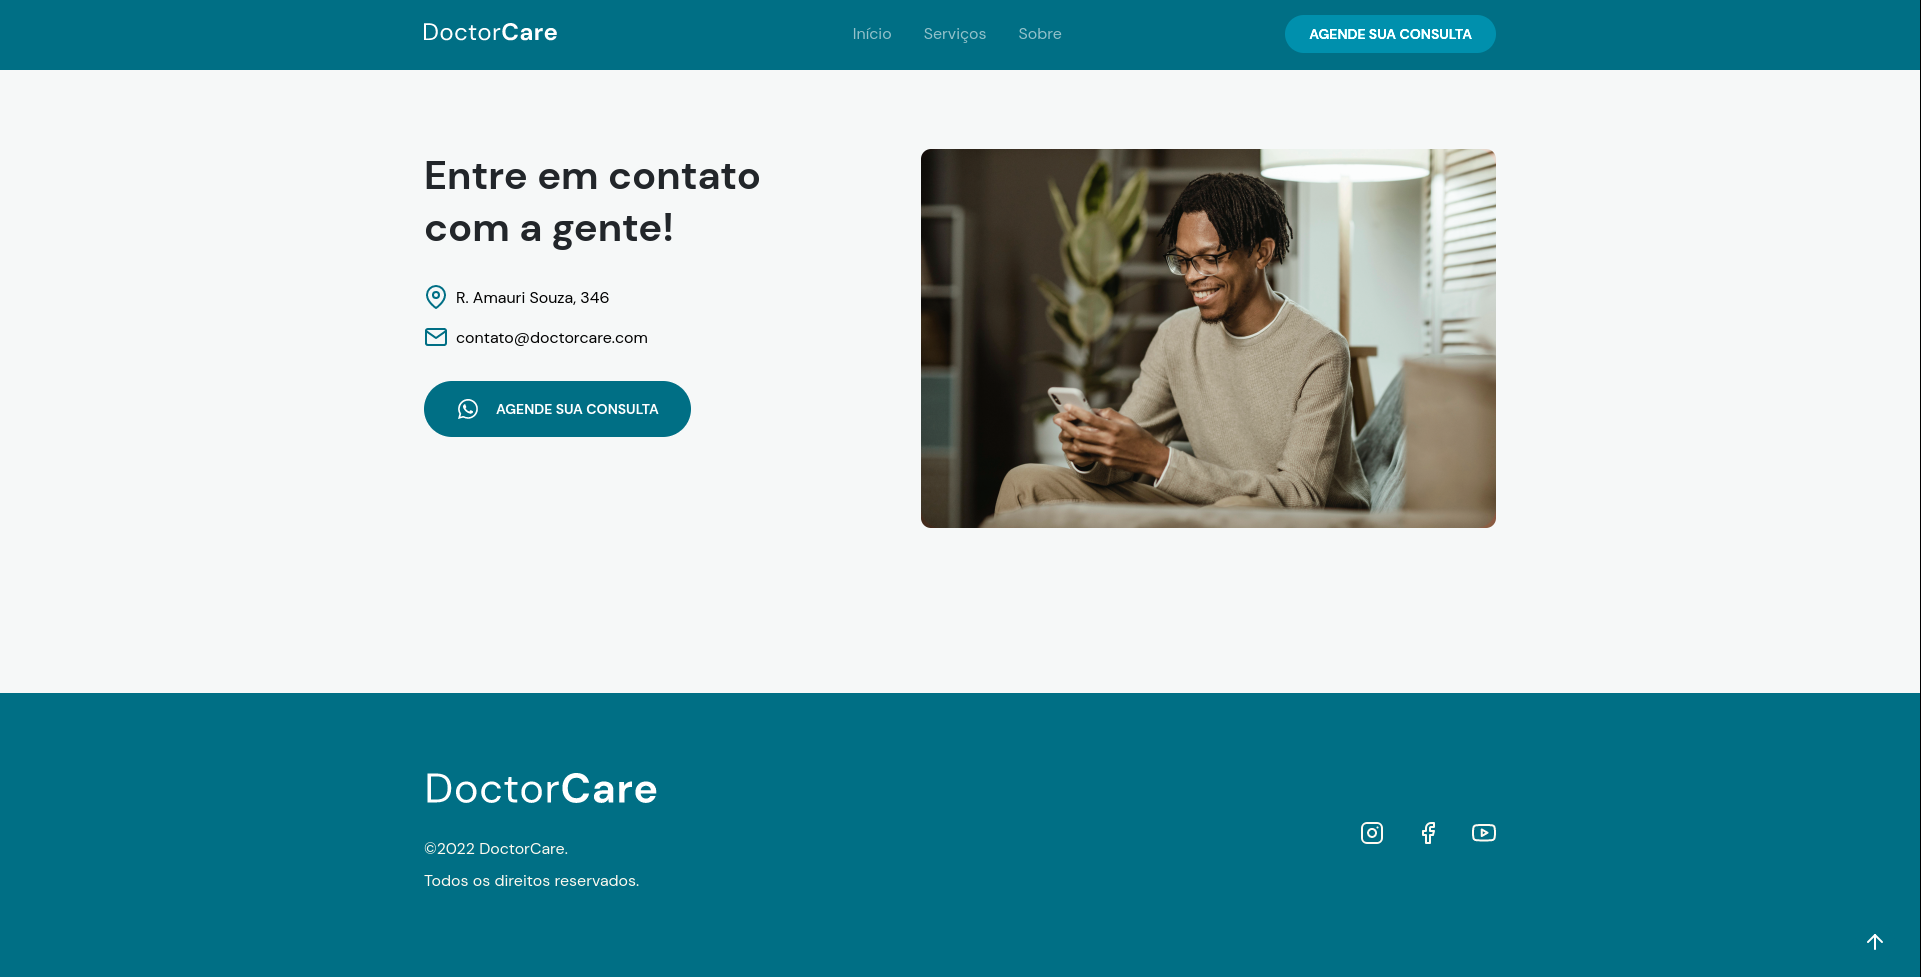 DoctorCare
Início Serviços Sobre
AGENDE SUA CONSULTA
Entre em contato
com a gente!
R. Amauri Souza, 346
contato@doctorcare.com
AGENDE SUA CONSULTA
DoctorCare
©2022 DoctorCare.
Todos os direitos reservados.